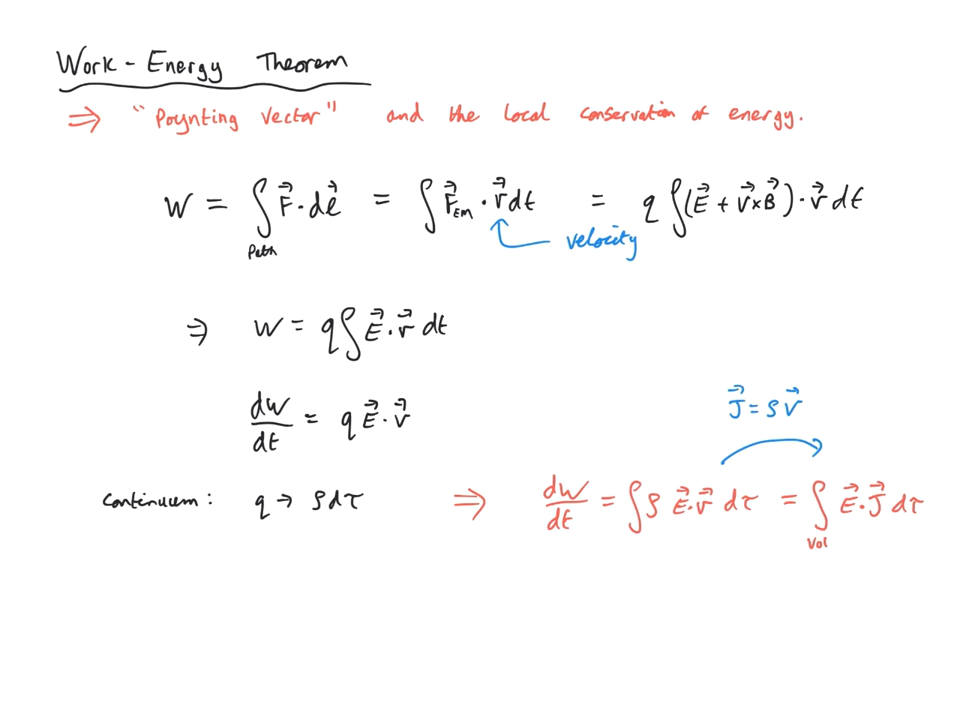 Work - Energy Theorem
⇒ "Poynting Vector" and the local conservation of energy.
W = ∫ F⃗ · dℓ⃗ = ∫ F⃗_EM · v⃗ dt = q ∫ (E⃗ + v⃗ × B⃗) · v⃗ dt
Path
velocity
⇒ W = q ∫ E⃗ · v⃗ dt
dW/dt = q E⃗ · v⃗
J⃗ = ρ v⃗
Continuum: q → ρ dτ ⇒ dW/dt = ∫ ρ E⃗ · v⃗ dτ = ∫ E⃗ · J⃗ dτ
Vol